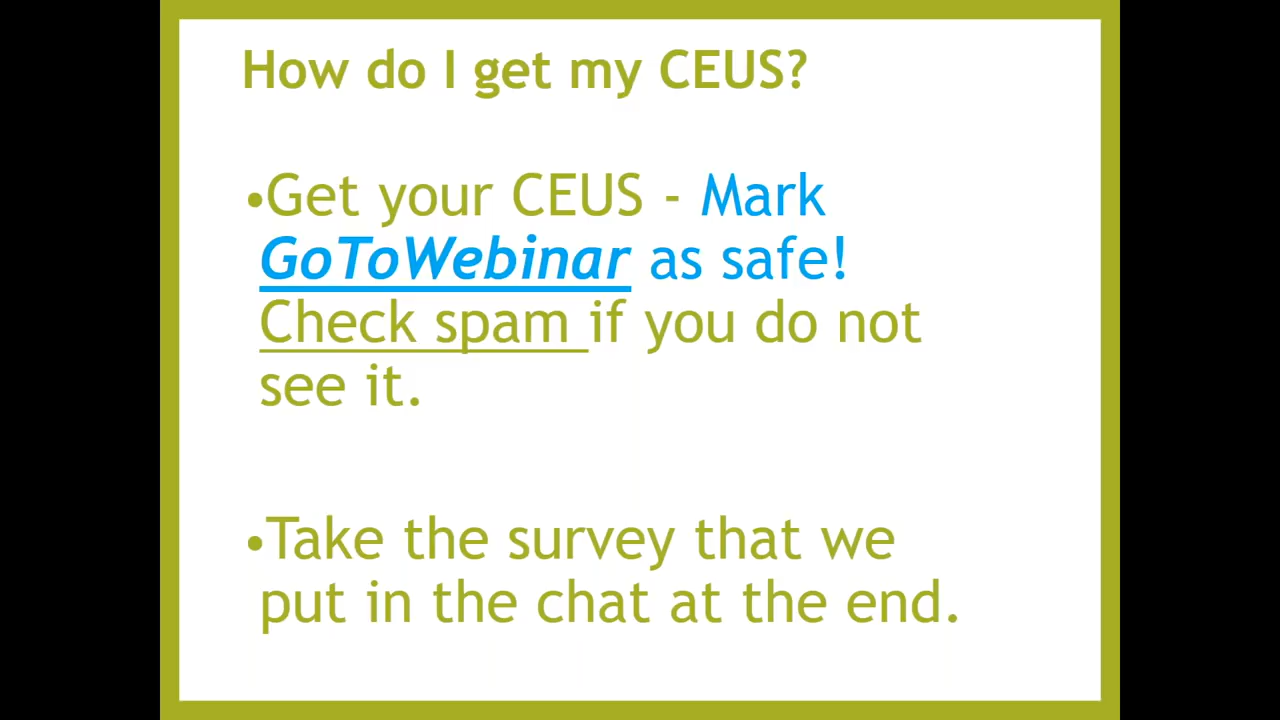 How do I get my CEUS?
•Get your CEUS - Mark
GoToWebinar as safe!
Check spam if you do not
see it.
•Take the survey that we
put in the chat at the end.